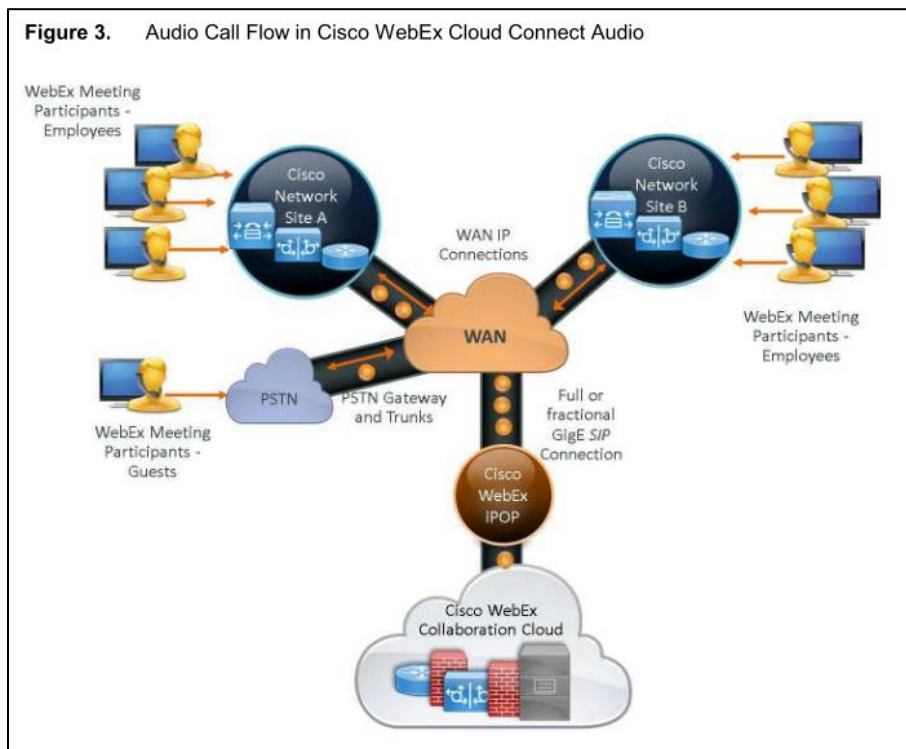 Figure 3. Audio Call Flow in Cisco WebEx Cloud Connect Audio
WebEx Meeting
Participants -
Employees
Cisco
Network
Site A
Cisco
Network
Site B
WAN IP
Connections
WAN
WebEx Meeting
Participants -
Employees
PSTN
PSTN Gateway
and Trunks
WebEx Meeting
Participants -
Guests
Full or
fractional
GigE SIP
Connection
Cisco
WebEx
iPOP
Cisco WebEx
Collaboration Cloud